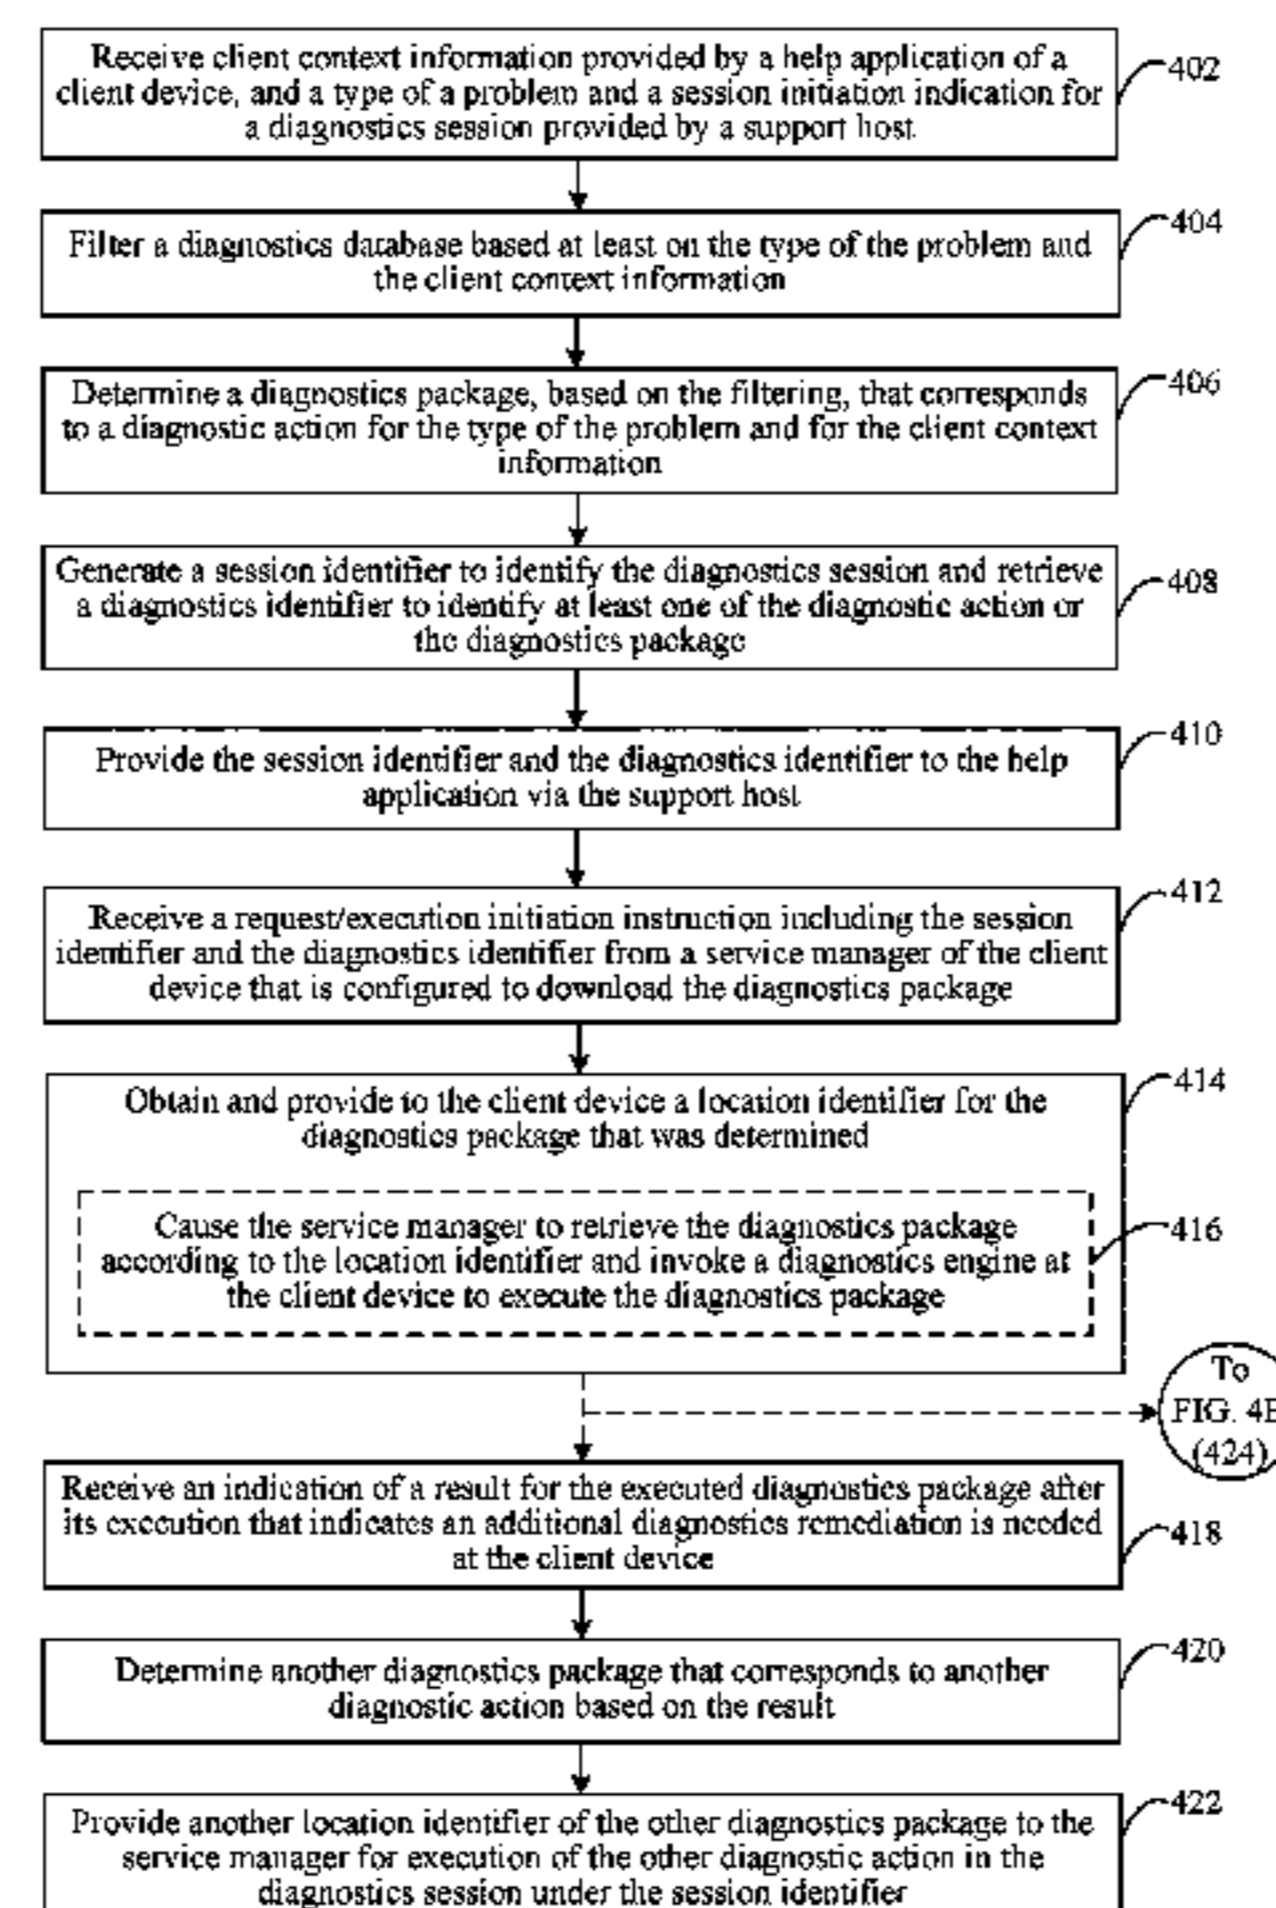 Receive client context information provided by a help application of a
client device, and a type of a problem and a session initiation indication for
a diagnostics session provided by a support host
402
Filter a diagnostics database based at least on the type of the problem and
the client context information
404
Determine a diagnostics package, based on the filtering, that corresponds
to a diagnostic action for the type of the problem and for the client context
information
406
Generate a session identifier to identify the diagnostics session and retrieve
a diagnostics identifier to identify at least one of the diagnostic action or
the diagnostics package
408
Provide the session identifier and the diagnostics identifier to the help
application via the support host
410
Receive a request/execution initiation instruction including the session
identifier and the diagnostics identifier from a service manager of the client
device that is configured to download the diagnostics package
412
Obtain and provide to the client device a location identifier for the
diagnostics package that was determined
414
Cause the service manager to retrieve the diagnostics package
according to the location identifier and invoke a diagnostics engine at
the client device to execute the diagnostics package
416
To
FIG.
(424)
Receive an indication of a result for the executed diagnostics package after
its execution that indicates an additional diagnostics remediation is needed
at the client device
418
Determine another diagnostics package that corresponds to another
diagnostic action based on the result
420
Provide another location identifier of the other diagnostics package to the
service manager for execution of the other diagnostic action in the
diagnostics session under the session identifier
422